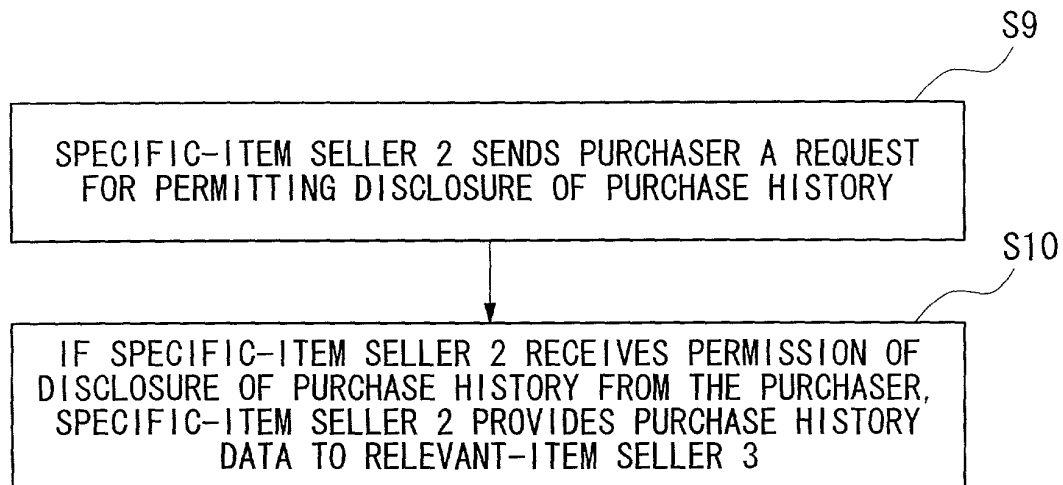 S9
SPECIFIC-ITEM SELLER 2 SENDS PURCHASER A REQUEST
FOR PERMITTING DISCLOSURE OF PURCHASE HISTORY
S10
IF SPECIFIC-ITEM SELLER 2 RECEIVES PERMISSION OF
DISCLOSURE OF PURCHASE HISTORY FROM THE PURCHASER,
SPECIFIC-ITEM SELLER 2 PROVIDES PURCHASE HISTORY
DATA TO RELEVANT-ITEM SELLER 3